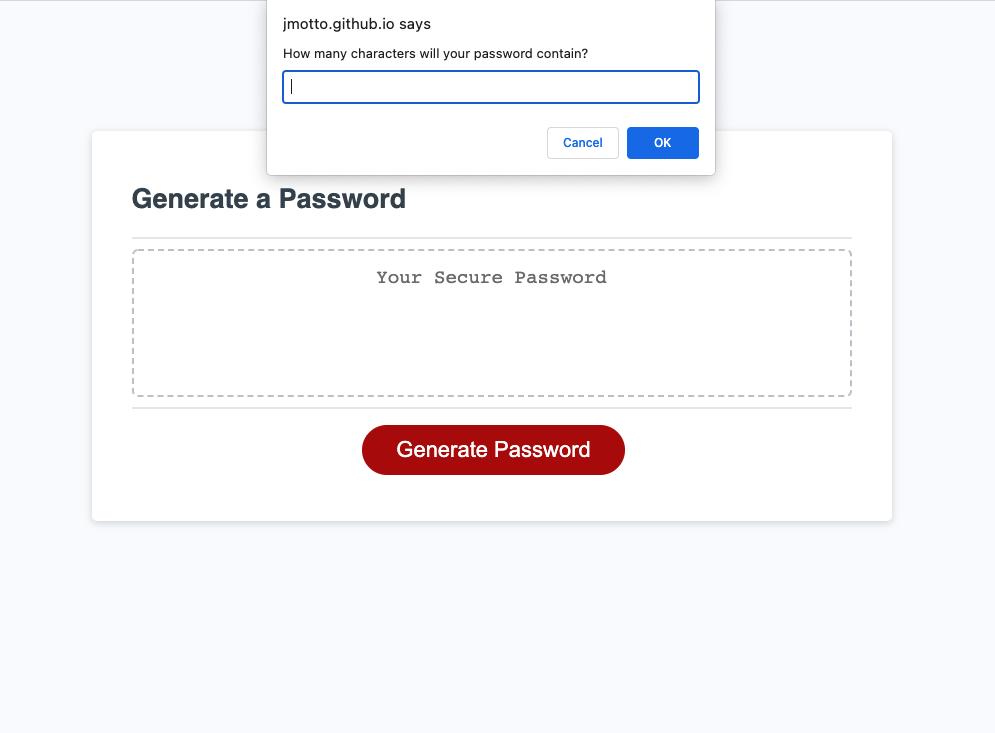 jmotto.github.io says
How many characters will your password contain?
Cancel
OK
Generate a Password
Your Secure Password
Generate Password